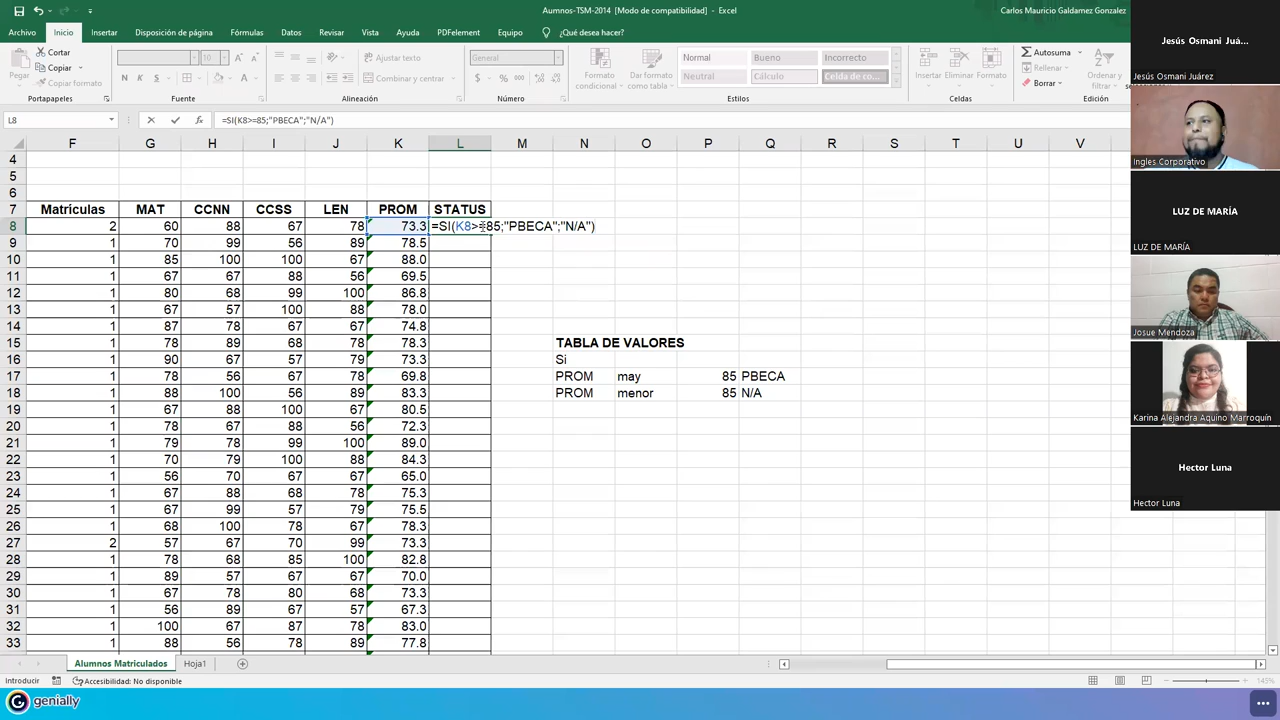 Aumnos-TSM-2014 [Modo de compatibilidad] - Excel
Carlos Mauricio Galdamez Gonzalez
Archivo Inicio Insertar Disposición de página Fórmulas Datos Revisar Vista Ayuda PDFelement Equipo ¿Qué desea hacer?
Pegar
Cortar
Copiar
Copiar formato
Portapapeles
10
N K S
Fuente
Ajustar texto
Combinar y centrar
Alineación
General
Número
Formato condicional
Dar formato como tabla
Normal Bueno Incorrecto
Neutral Cálculo Celda de co...
Estilos
Insertar Eliminar Formato
Celdas
Autosuma
Rellenar
Borrar
Ordenar y
Edición
L8 =SI(K8>=85;"PBECA";"N/A")
F G H I J K L M N O P Q R S T U V
4
5
6
7 Matrículas MAT CCNN CCSS LEN PROM STATUS
8 2 60 88 67 78 73.3 =SI(K8>=85;"PBECA";"N/A")
9 1 70 99 56 89 78.5
10 1 85 100 100 67 88.0
11 1 67 67 88 56 69.5
12 1 80 68 99 100 86.8
13 1 67 57 100 88 78.0
14 1 87 78 67 67 74.8
15 1 78 89 68 78 78.3 TABLA DE VALORES
16 1 90 67 57 79 73.3 Si
17 1 78 56 67 78 69.8 PROM may 85 PBECA
18 1 88 100 56 89 83.3 PROM menor 85 N/A
19 1 67 88 100 67 80.5
20 1 78 67 88 56 72.3
21 1 79 78 99 100 89.0
22 1 70 79 100 88 84.3
23 1 56 70 67 67 65.0
24 1 67 88 68 78 75.3
25 1 67 99 57 79 75.5
26 1 68 100 78 67 78.3
27 2 57 67 70 99 73.3
28 1 78 68 85 100 82.8
29 1 89 57 67 67 70.0
30 1 67 78 80 68 73.3
31 1 56 89 67 57 67.3
32 1 100 67 87 78 83.0
33 1 88 56 78 89 77.8
Alumnos Matriculados Hoja1
Introducir Accesibilidad: No disponible
145%
genially
Jesús Osmani Juá...
Jesús Osmani Juárez
Ingles Corporativo
LUZ DE MARÍA
LUZ DE MARÍA
Josue Mendoza
Karina Alejandra Aquino Marroquín
Hector Luna
Hector Luna